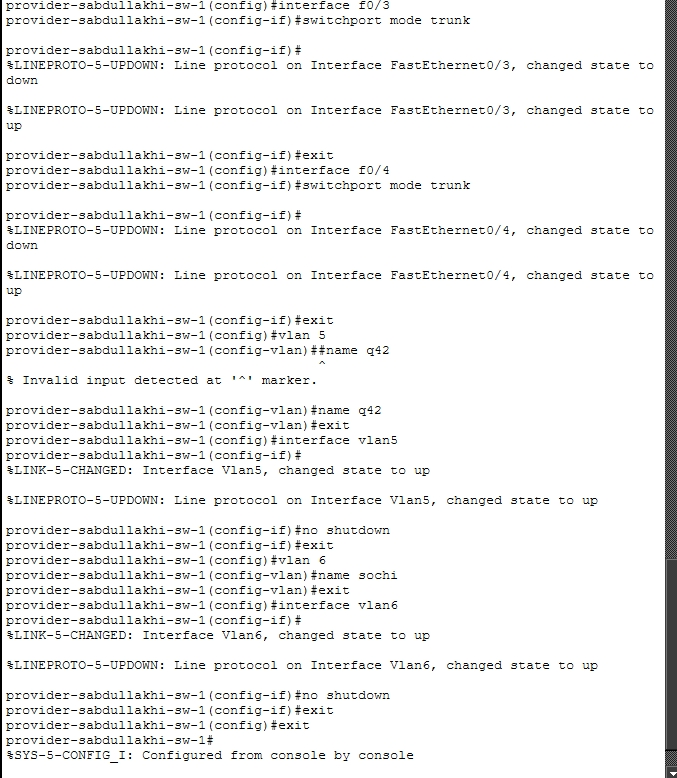 provider-sabdullakhi-sw-1(config)#interface f0/3
provider-sabdullakhi-sw-1(config-if)#switchport mode trunk
provider-sabdullakhi-sw-1(config-if)#
%LINEPROTO-5-UPDOWN: Line protocol on Interface FastEthernet0/3, changed state to
down
%LINEPROTO-5-UPDOWN: Line protocol on Interface FastEthernet0/3, changed state to
up
provider-sabdullakhi-sw-1(config-if)#exit
provider-sabdullakhi-sw-1(config)#interface f0/4
provider-sabdullakhi-sw-1(config-if)#switchport mode trunk
provider-sabdullakhi-sw-1(config-if)#
%LINEPROTO-5-UPDOWN: Line protocol on Interface FastEthernet0/4, changed state to
down
%LINEPROTO-5-UPDOWN: Line protocol on Interface FastEthernet0/4, changed state to
up
provider-sabdullakhi-sw-1(config-if)#exit
provider-sabdullakhi-sw-1(config)#vlan 5
provider-sabdullakhi-sw-1(config-vlan)##name q42
^
% Invalid input detected at '^' marker.
provider-sabdullakhi-sw-1(config-vlan)#name q42
provider-sabdullakhi-sw-1(config-vlan)#exit
provider-sabdullakhi-sw-1(config)#interface vlan5
provider-sabdullakhi-sw-1(config-if)#
%LINK-5-CHANGED: Interface Vlan5, changed state to up
%LINEPROTO-5-UPDOWN: Line protocol on Interface Vlan5, changed state to up
provider-sabdullakhi-sw-1(config-if)#no shutdown
provider-sabdullakhi-sw-1(config-if)#exit
provider-sabdullakhi-sw-1(config)#vlan 6
provider-sabdullakhi-sw-1(config-vlan)#name sochi
provider-sabdullakhi-sw-1(config-vlan)#exit
provider-sabdullakhi-sw-1(config)#interface vlan6
provider-sabdullakhi-sw-1(config-if)#
%LINK-5-CHANGED: Interface Vlan6, changed state to up
%LINEPROTO-5-UPDOWN: Line protocol on Interface Vlan6, changed state to up
provider-sabdullakhi-sw-1(config-if)#no shutdown
provider-sabdullakhi-sw-1(config-if)#exit
provider-sabdullakhi-sw-1(config)#exit
provider-sabdullakhi-sw-1#
%SYS-5-CONFIG_I: Configured from console by console